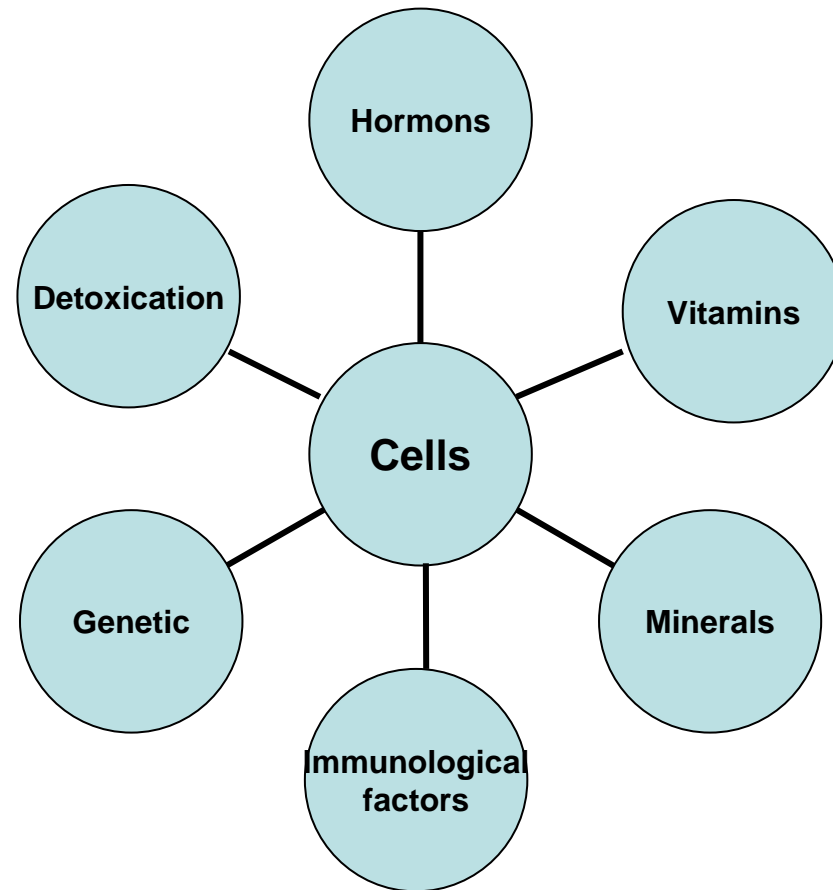 Hormons
Detoxication
Vitamins
Cells
Genetic
Minerals
Immunological
factors